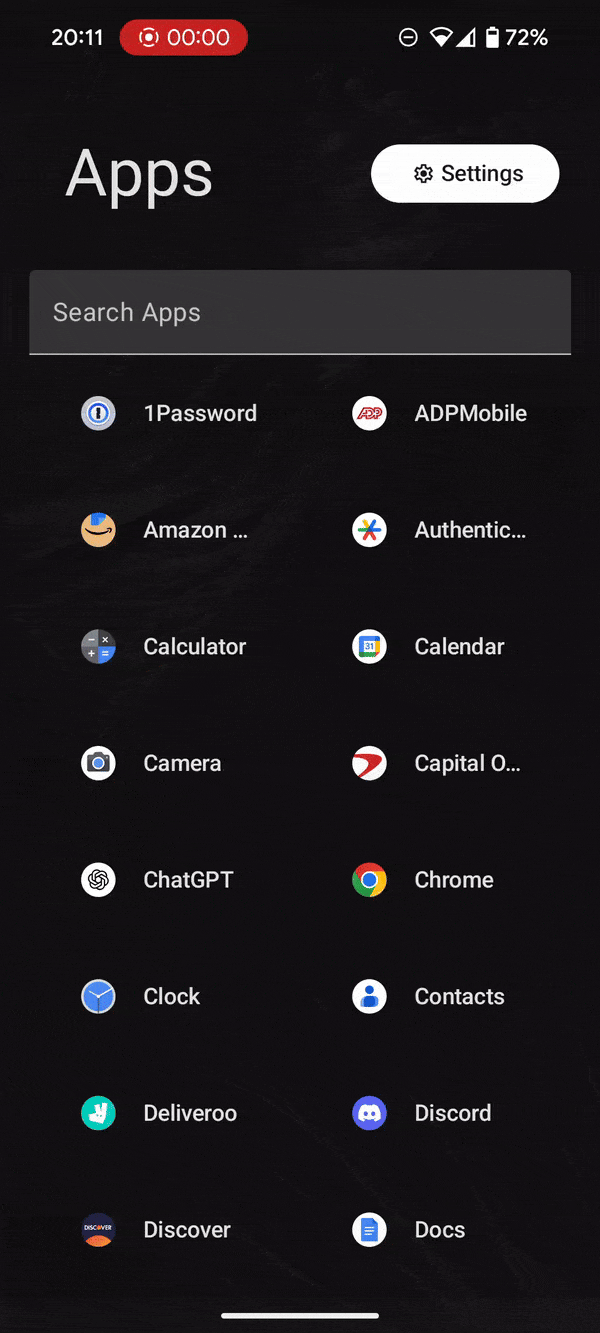 20:11 00:00 72%
Apps
Settings
Search Apps
1Password ADPMobile
Amazon ... Authentic...
Calculator Calendar
Camera Capital O...
ChatGPT Chrome
Clock Contacts
Deliveroo Discord
Discover Docs